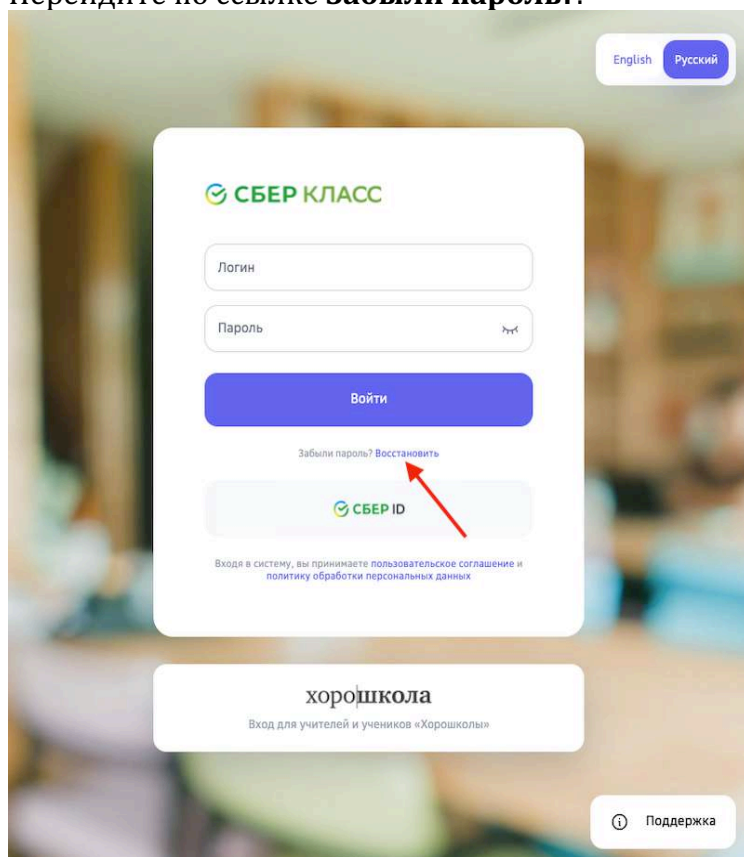 Перейдите по ссылке Забыли пароль?.
English Русский
СБЕР КЛАСС
Логин
Пароль
Войти
Забыли пароль? Восстановить
СБЕР ID
Входя в систему, вы принимаете пользовательское соглашение и
политику обработки персональных данных
хорошкола
Вход для учителей и учеников «Хорошколы»
Поддержка